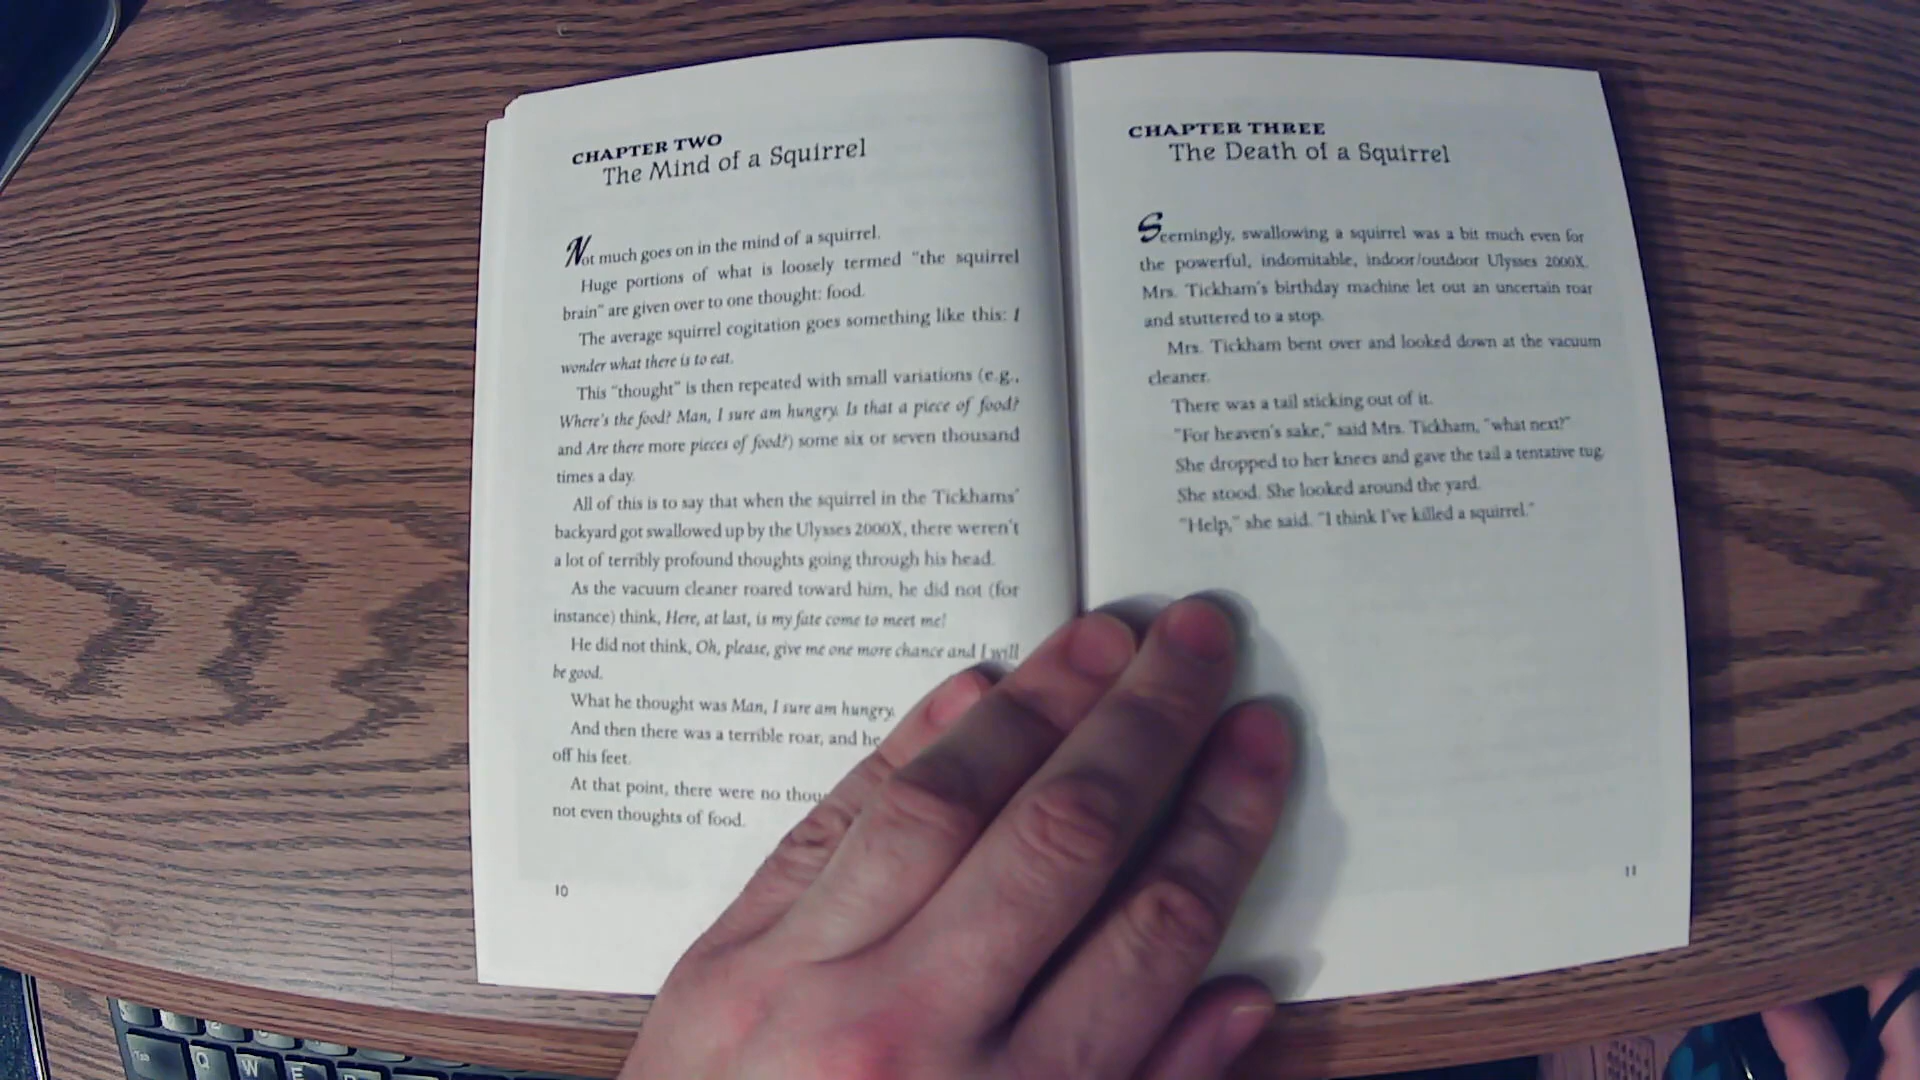 CHAPTER TWO
The Mind of a Squirrel
Not much goes on in the mind of a squirrel.
Huge portions of what is loosely termed "the squirrel
brain" are given over to one thought: food.
The average squirrel cogitation goes something like this: I
wonder what there is to eat.
This "thought" is then repeated with small variations (e.g.,
Where's the food? Man, I sure am hungry. Is that a piece of food?
and Are there more pieces of food?) some six or seven thousand
times a day.
All of this is to say that when the squirrel in the Tickhams'
backyard got swallowed up by the Ulysses 2000X, there weren't
a lot of terribly profound thoughts going through his head.
As the vacuum cleaner roared toward him, he did not (for
instance) think, Here, at last, is my fate come to meet me!
He did not think, Oh, please, give me one more chance and I will
be good.
What he thought was Man, I sure am hungry.
And then there was a terrible roar, and he
off his feet.
At that point, there were no
not even thoughts of food.
10
CHAPTER THREE
The Death of a Squirrel
Seemingly, swallowing a squirrel was a bit much even for
the powerful, indomitable, indoor/outdoor Ulysses 2000X.
Mrs. Tickham's birthday machine let out an uncertain roar
and stuttered to a stop.
Mrs. Tickham bent over and looked down at the vacuum
cleaner.
There was a tail sticking out of it.
"For heaven's sake," said Mrs. Tickham, "what next?"
She dropped to her knees and gave the tail a tentative tug.
She stood. She looked around the yard.
"Help," she said. "I think I've killed a squirrel."
11
Tab
Q
W
E